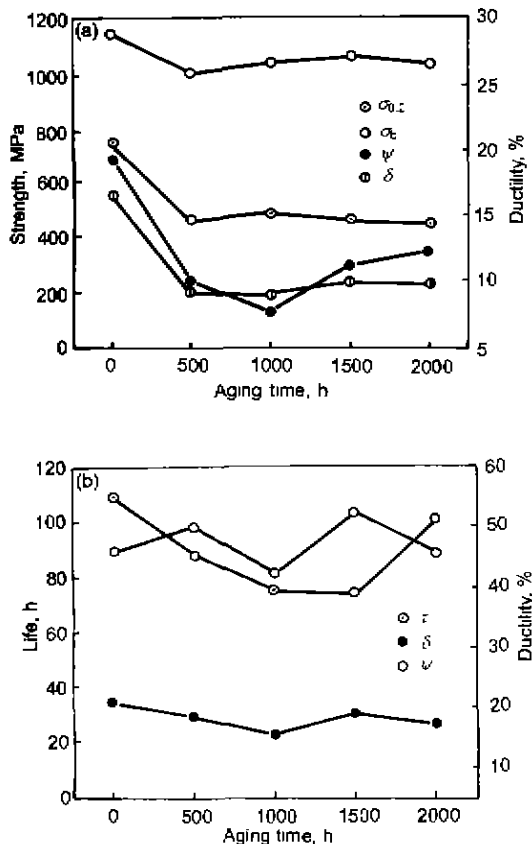 (a)
1200
1000
800
600
400
200
0
Strength, MPa
30
25
20
15
10
5
Ductility, %
σ0.2
σb
ψ
δ
0 500 1000 1500 2000
Aging time, h
(b)
120
100
80
60
40
20
0
Life, h
60
50
40
30
20
10
Ductility, %
τ
δ
ψ
0 500 1000 1500 2000
Aging time, h